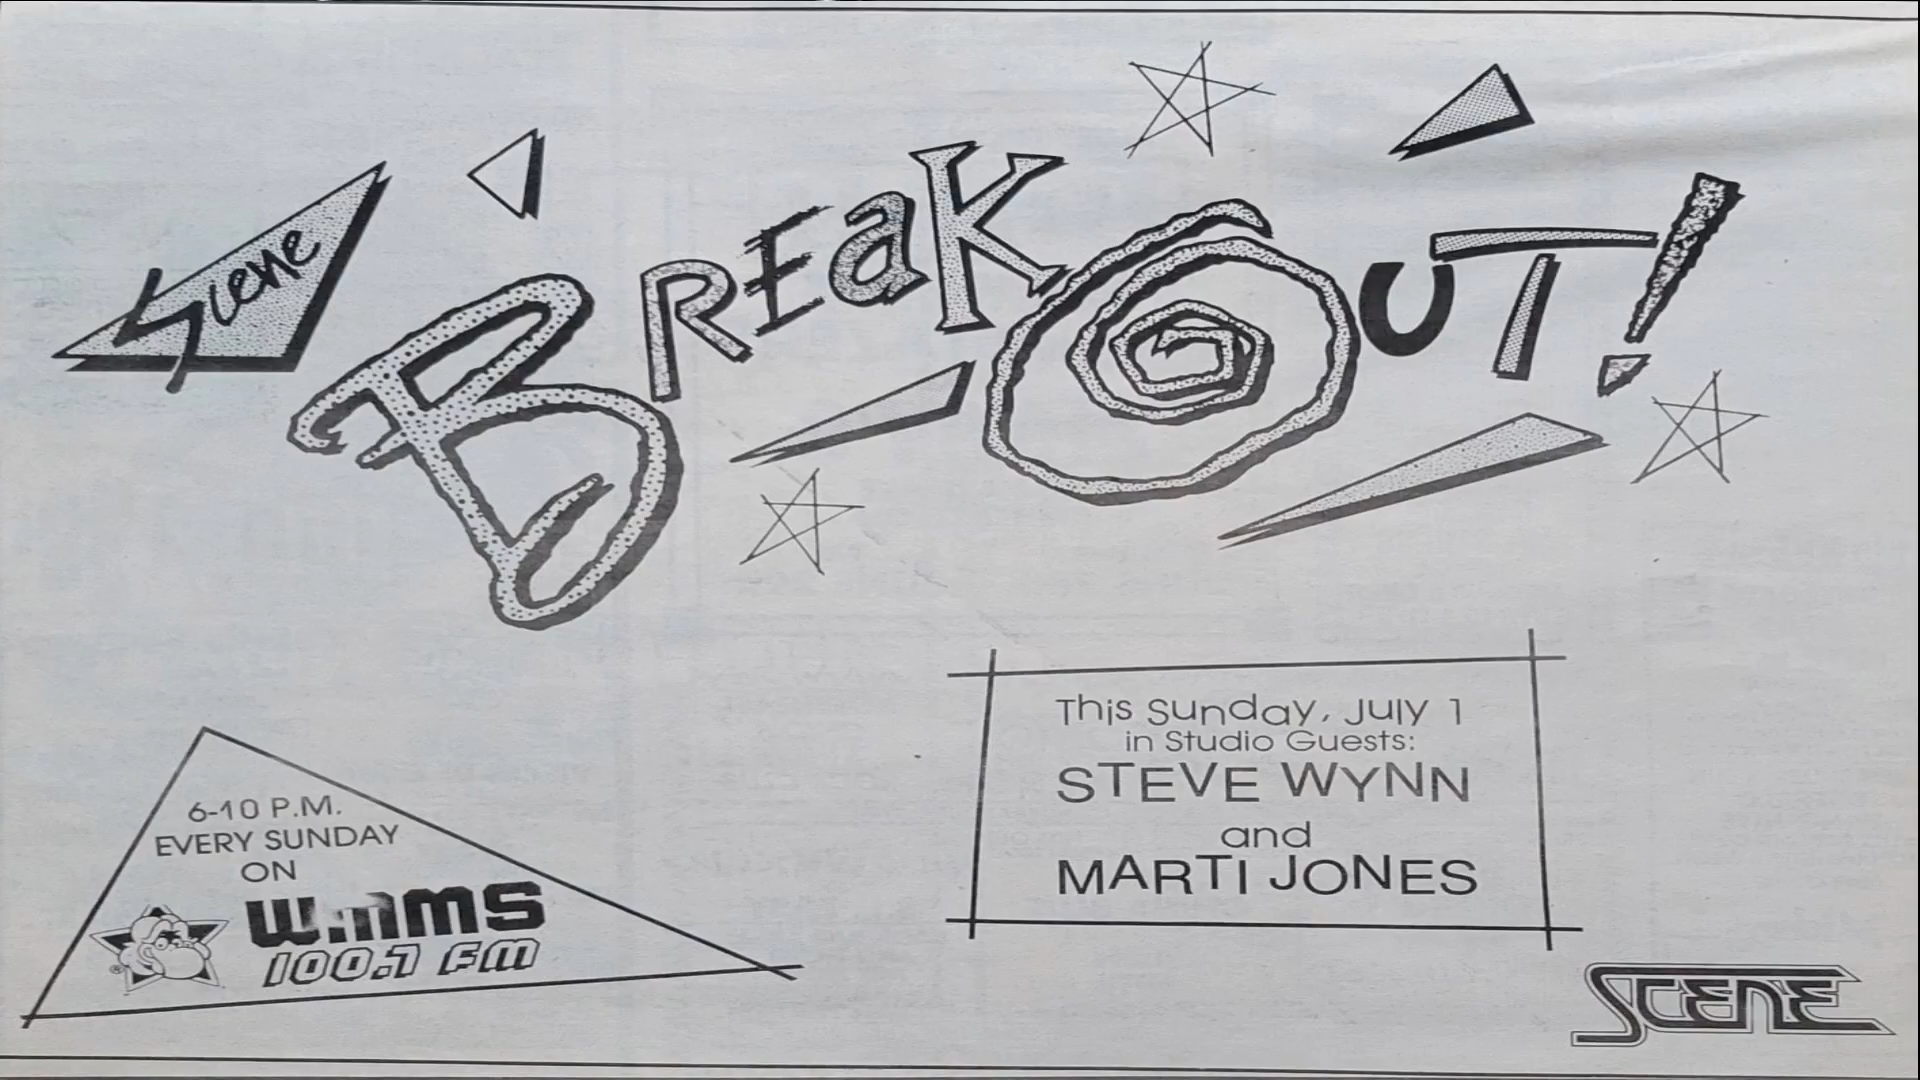 Scene
BREaKOUT!
6-10 P.M.
EVERY SUNDAY
ON
WMMS
100.7 FM
®
This Sunday, July 1
in Studio Guests:
STEVE WYNN
and
MARTI JONES
SCENE